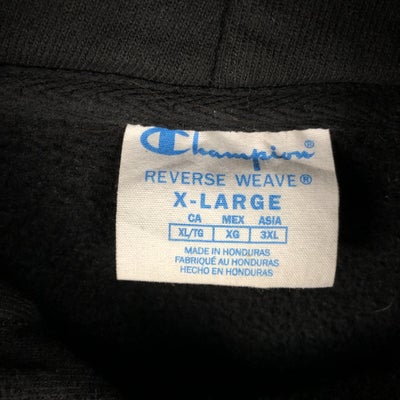 Champion
REVERSE WEAVE®
X-LARGE
CA MEX ASIA
XL/TG XG 3XL
MADE IN HONDURAS
FABRIQUÉ AU HONDURAS
HECHO EN HONDURAS